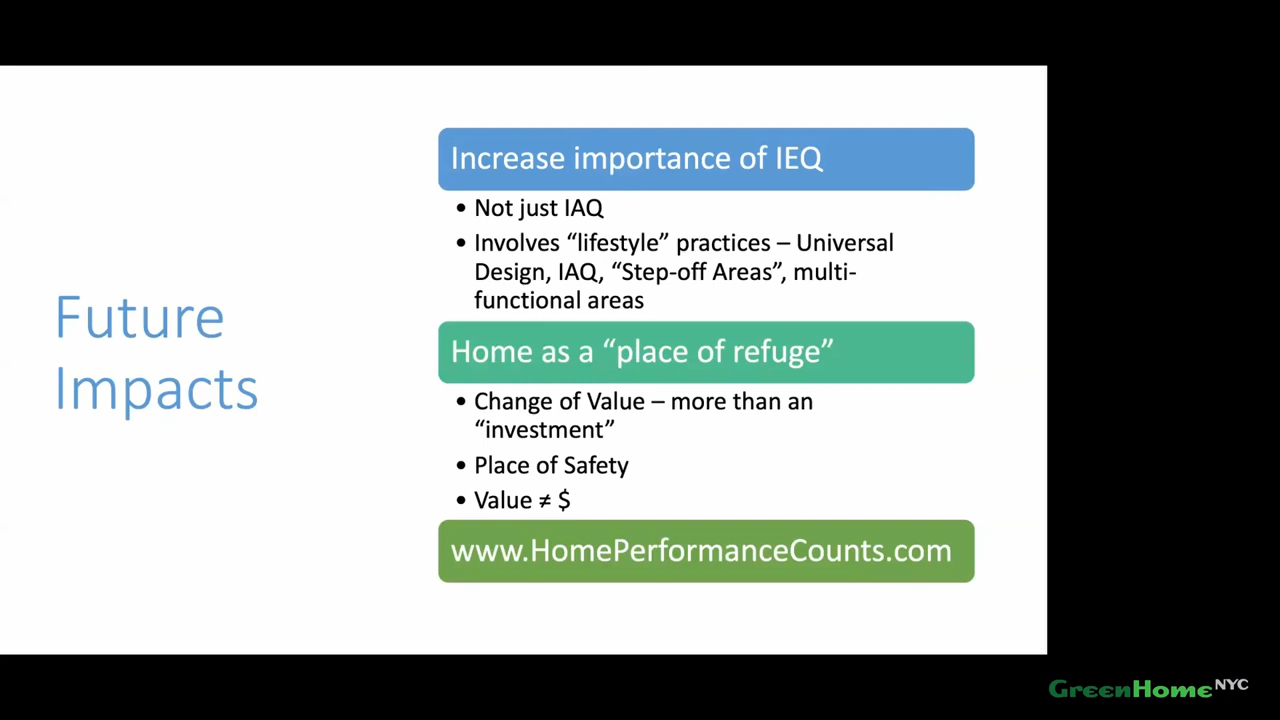 Future
Impacts
Increase importance of IEQ
• Not just IAQ
• Involves “lifestyle” practices – Universal
Design, IAQ, “Step-off Areas”, multi-
functional areas
Home as a “place of refuge”
• Change of Value – more than an
“investment”
• Place of Safety
• Value ≠ $
www.HomePerformanceCounts.com
GreenHomeNYC